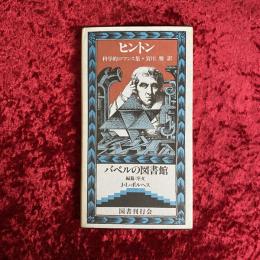 ヒントン
科学的ロマンス集・宮川 雅 訳
バベルの図書館
編纂/序文
J・L・ボルヘス
国書刊行会